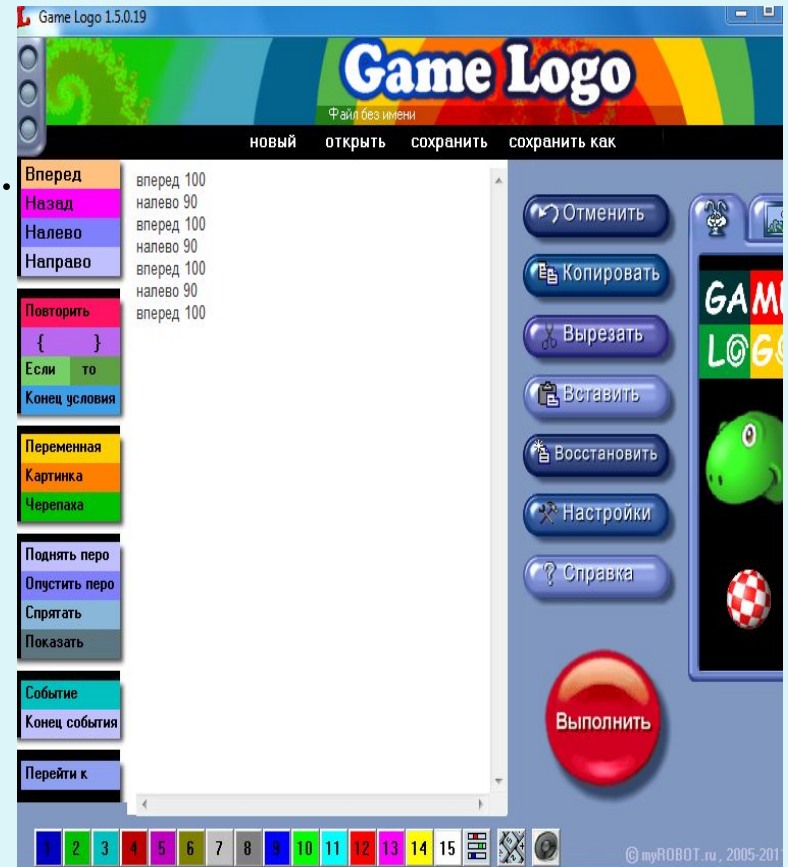 Game Logo 1.5.0.19
Game Logo
Файл без имени
новый открыть сохранить сохранить как
Вперед
Назад
Налево
Направо
Повторить
{ }
Если то
Конец условия
Переменная
Картинка
Черепаха
Поднять перо
Опустить перо
Спрятать
Показать
Событие
Конец события
Перейти к
вперед 100
налево 90
вперед 100
налево 90
вперед 100
налево 90
вперед 100
Отменить
Копировать
Вырезать
Вставить
Восстановить
Настройки
Справка
Выполнить
GAM
LOG
1 2 3 4 5 6 7 8 9 10 11 12 13 14 15
© myROBOT.ru, 2005-201